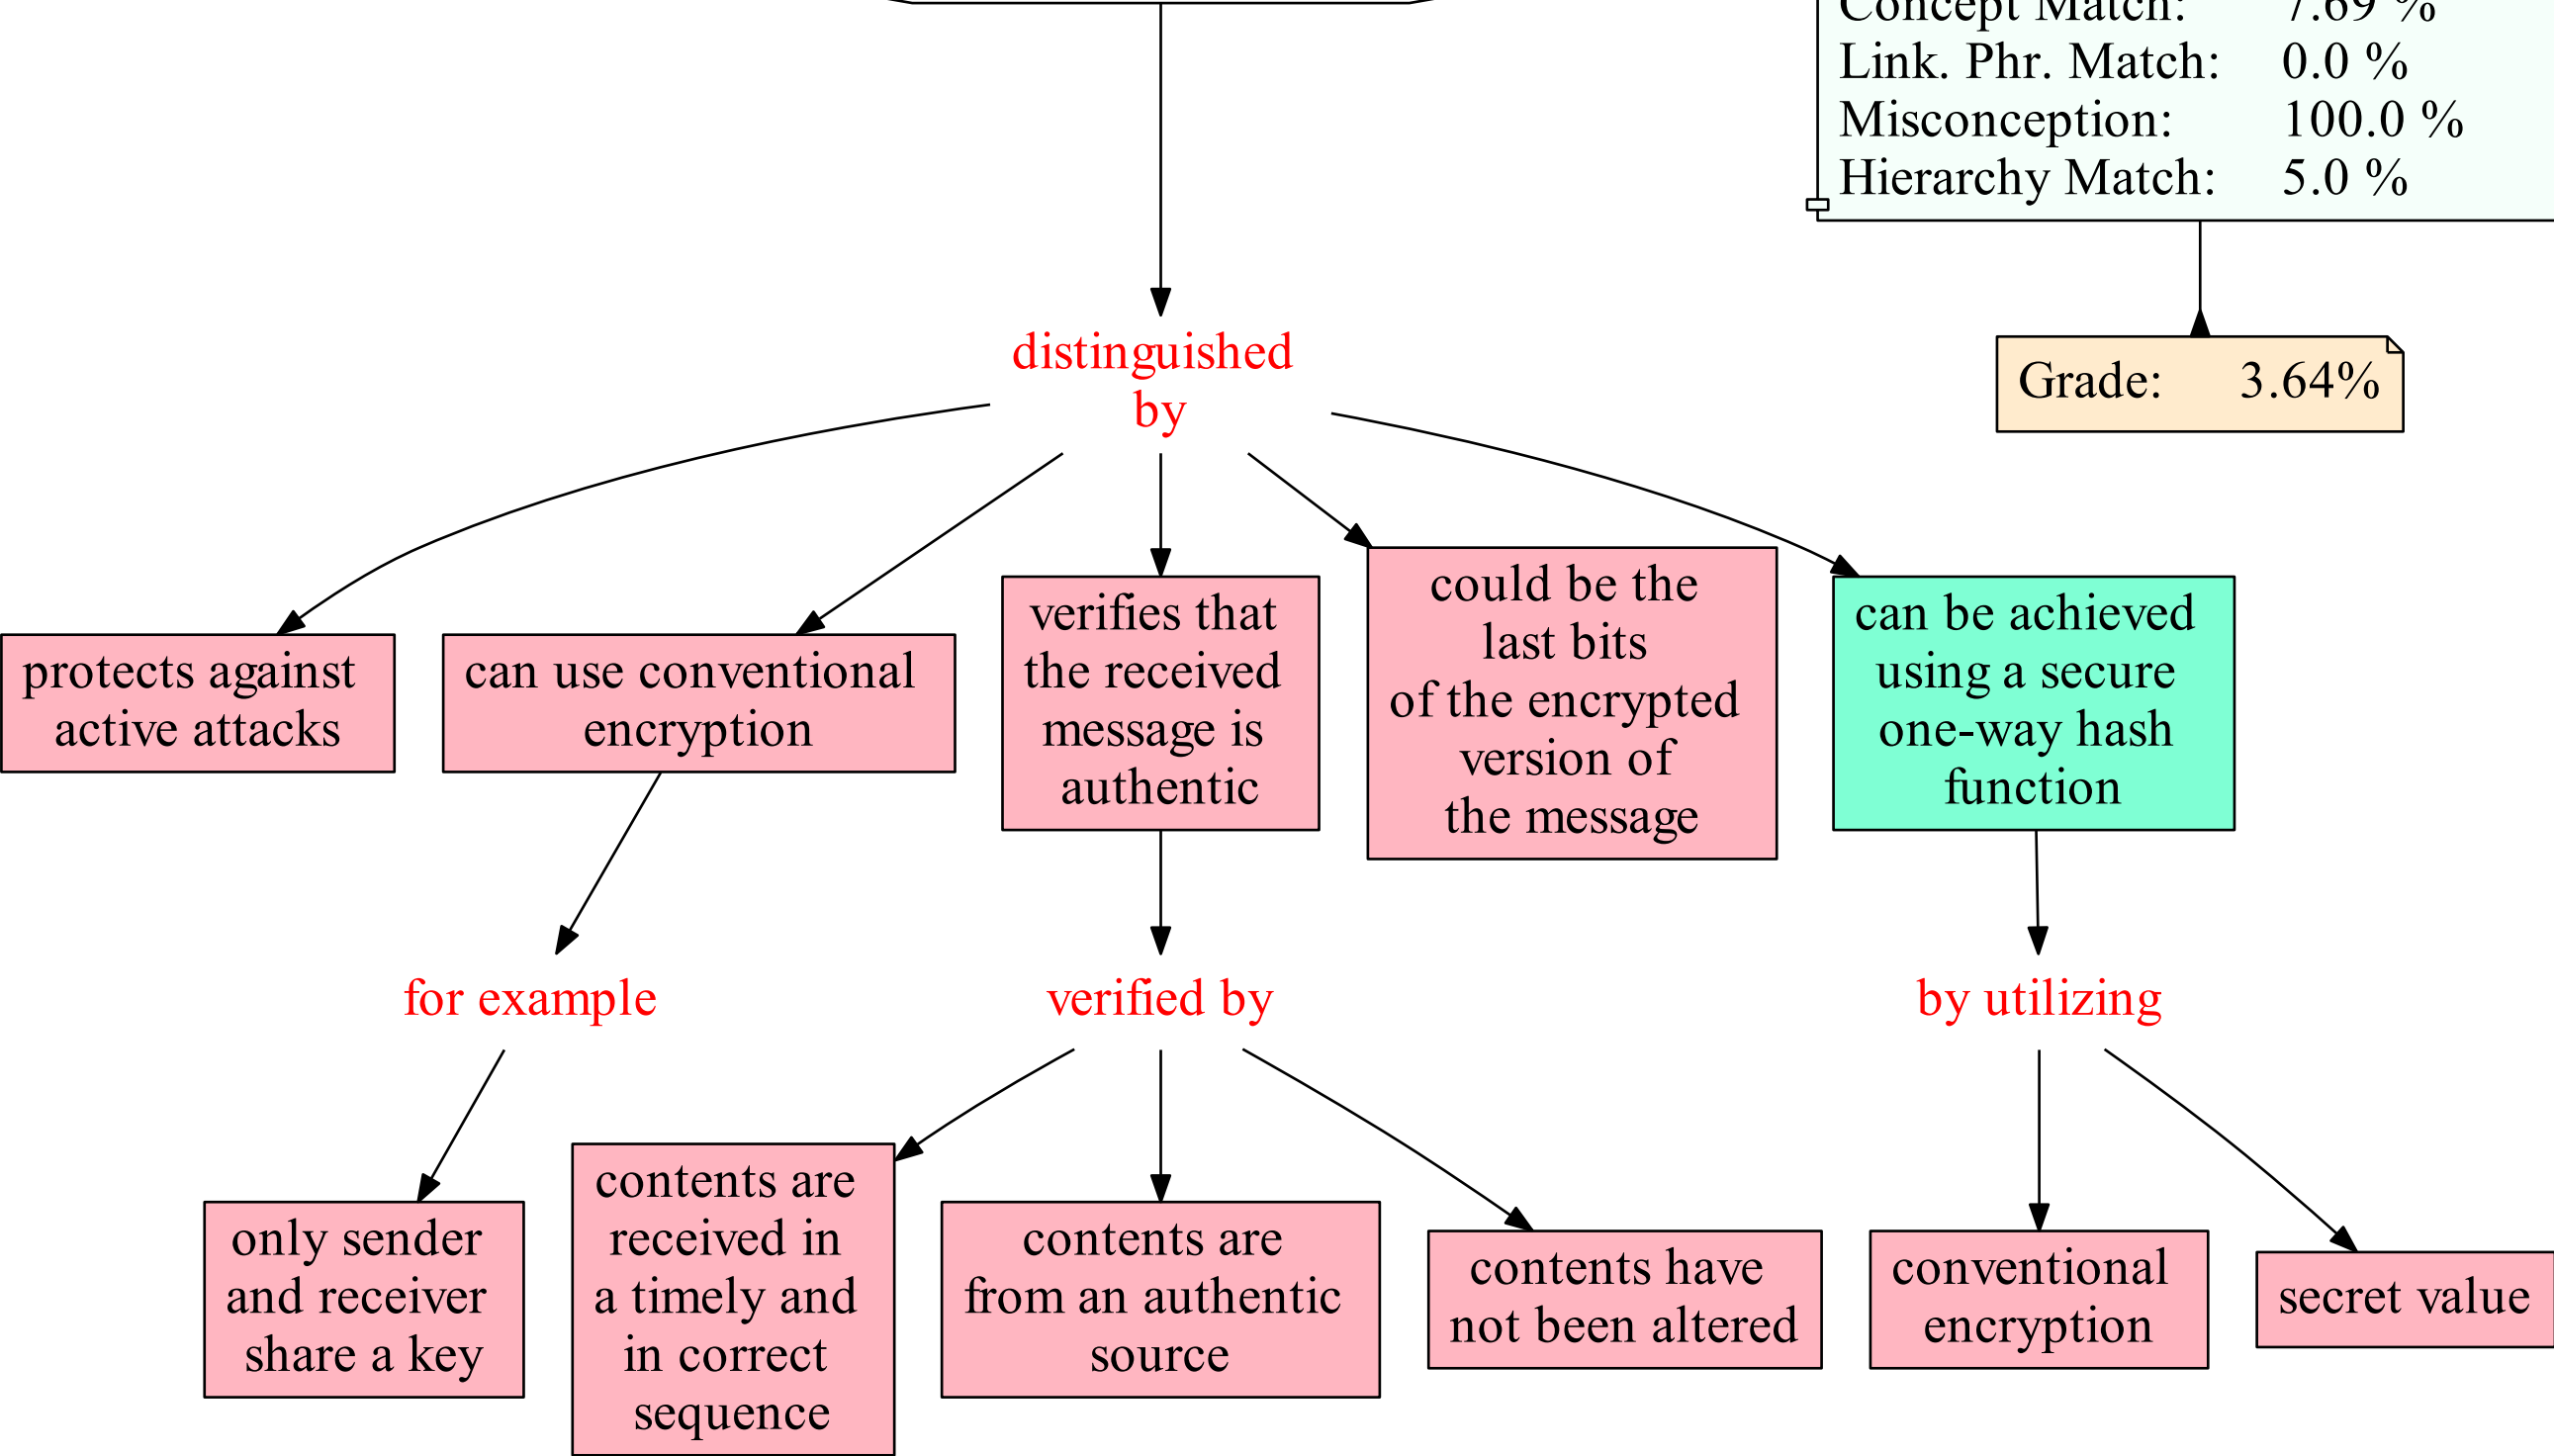 Concept Match: 7.69 %
Link. Phr. Match: 0.0 %
Misconception: 100.0 %
Hierarchy Match: 5.0 %
Grade: 3.64%
distinguished
by
protects against
active attacks
can use conventional
encryption
verifies that
the received
message is
authentic
could be the
last bits
of the encrypted
version of
the message
can be achieved
using a secure
one-way hash
function
for example
verified by
by utilizing
only sender
and receiver
share a key
contents are
received in
a timely and
in correct
sequence
contents are
from an authentic
source
contents have
not been altered
conventional
encryption
secret value